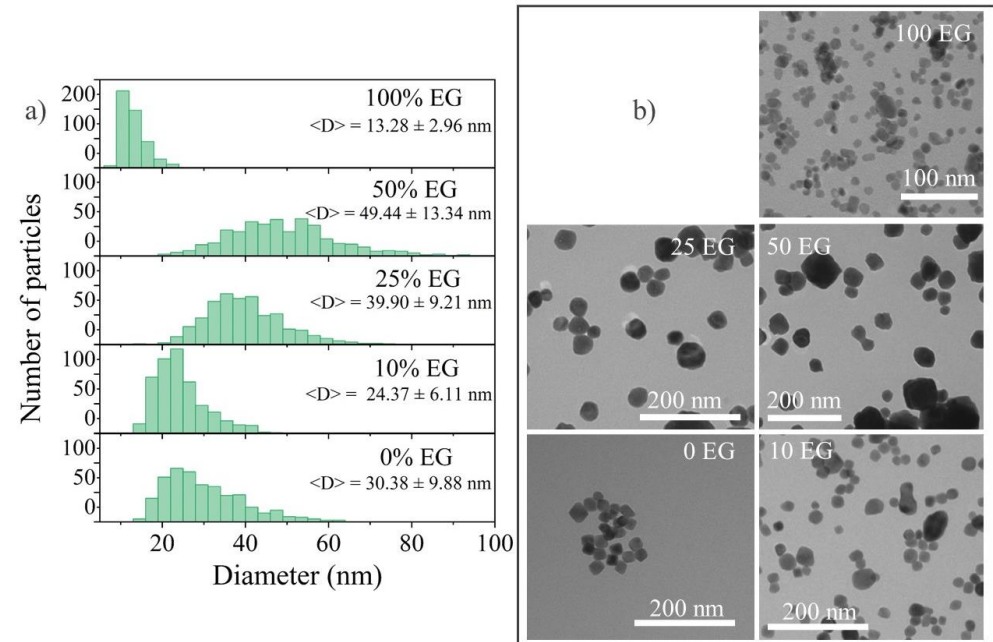 a)
200
100
0
100% EG
<D> = 13.28 ± 2.96 nm
100
50
0
50% EG
<D> = 49.44 ± 13.34 nm
100
50
0
25% EG
<D> = 39.90 ± 9.21 nm
100
50
0
10% EG
<D> = 24.37 ± 6.11 nm
100
50
0
0% EG
<D> = 30.38 ± 9.88 nm
20 40 60 80 100
Diameter (nm)
Number of particles
b)
100 EG
100 nm
25 EG
200 nm
50 EG
200 nm
0 EG
200 nm
10 EG
200 nm